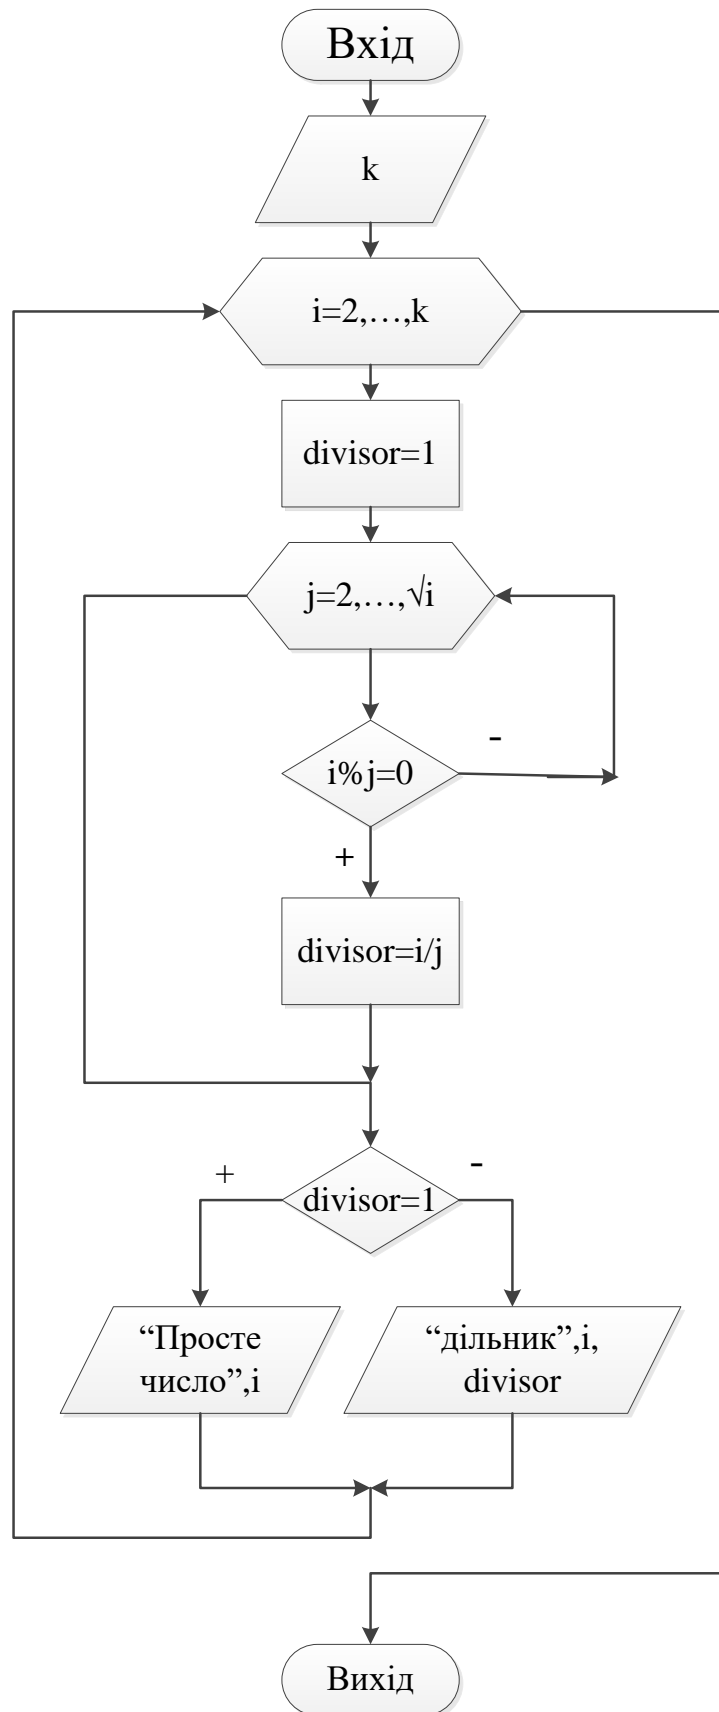 Вхід
k
i=2,…,k
divisor=1
j=2,…,√i
-
i%j=0
+
divisor=i/j
+
-
divisor=1
“Просте
число”,i
“дільник”,i,
divisor
Вихід